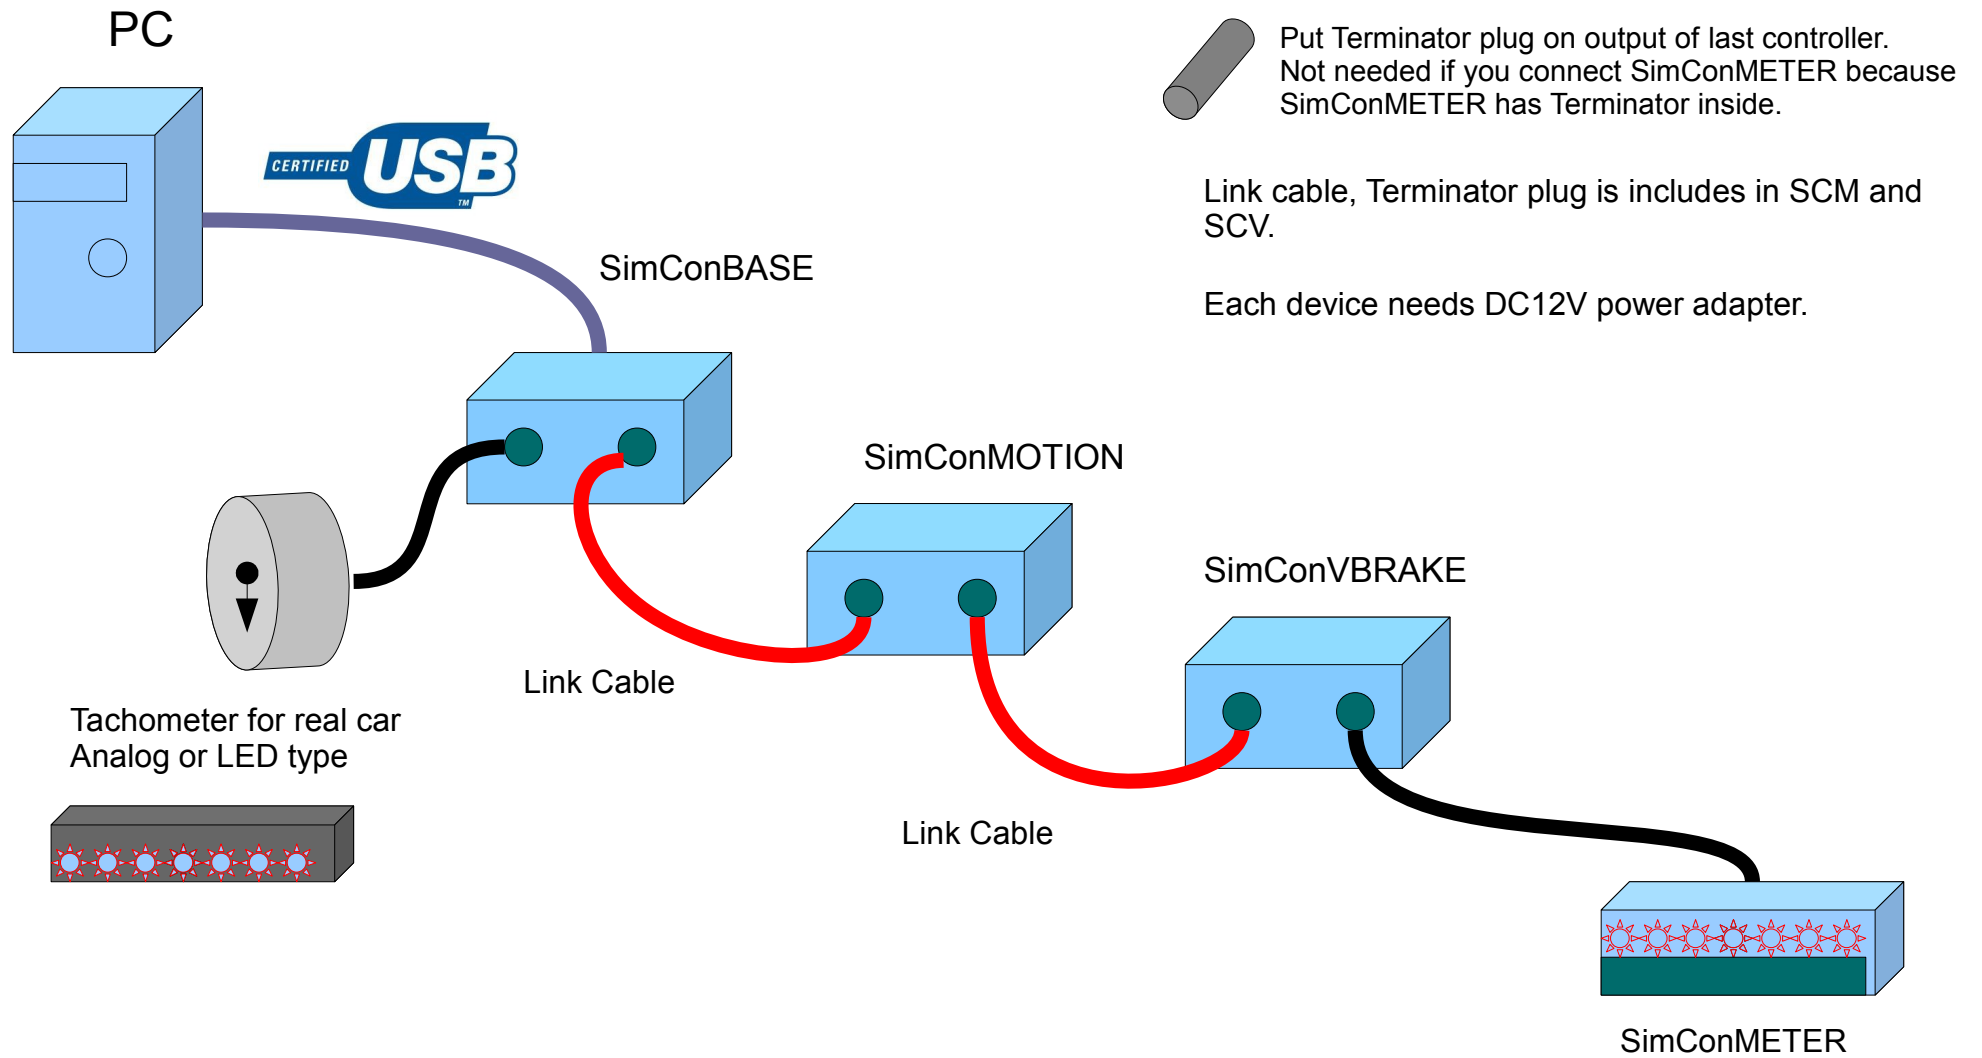 PC
Put Terminator plug on output of last controller.
Not needed if you connect SimConMETER because
SimConMETER has Terminator inside.
CERTIFIED USB TM
Link cable, Terminator plug is includes in SCM and
SCV.
SimConBASE
Each device needs DC12V power adapter.
SimConMOTION
SimConVBRAKE
Link Cable
Tachometer for real car
Analog or LED type
Link Cable
SimConMETER